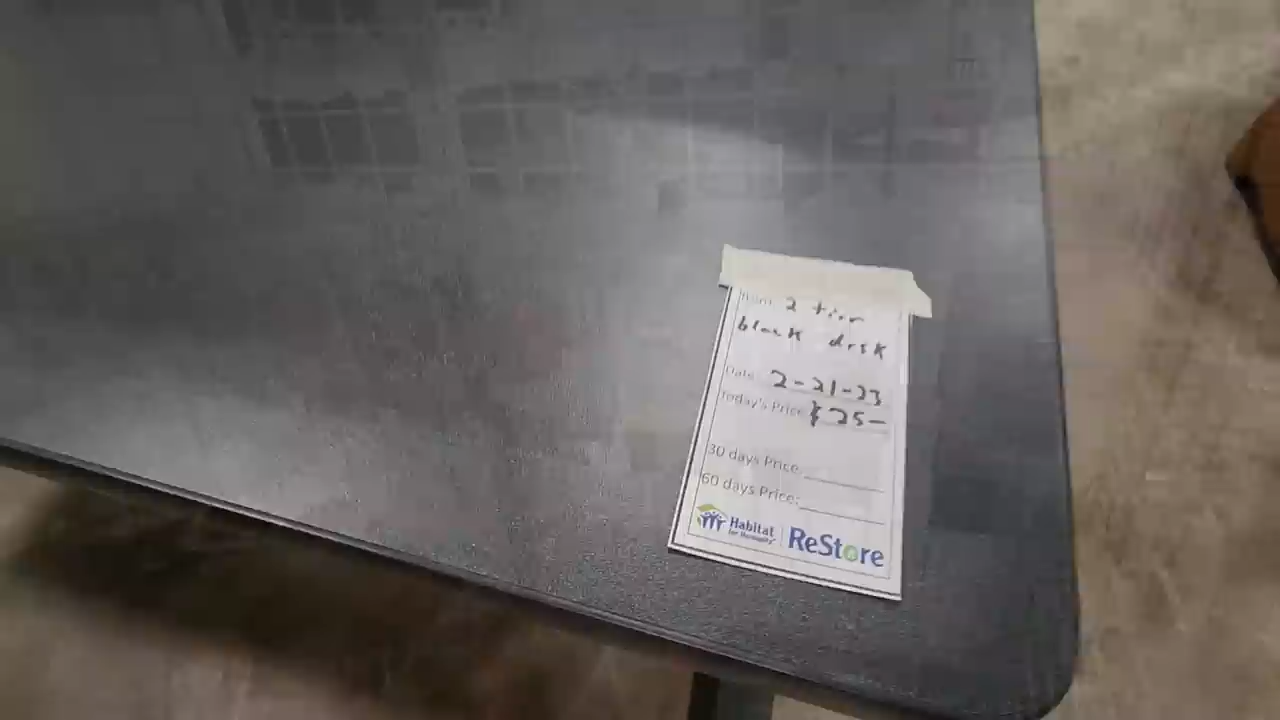 Item: 2 tier
black desk
Date: 2-21-23
Today's Price $25-
30 days Price:
60 days Price:
Habitat
for Humanity
ReStore